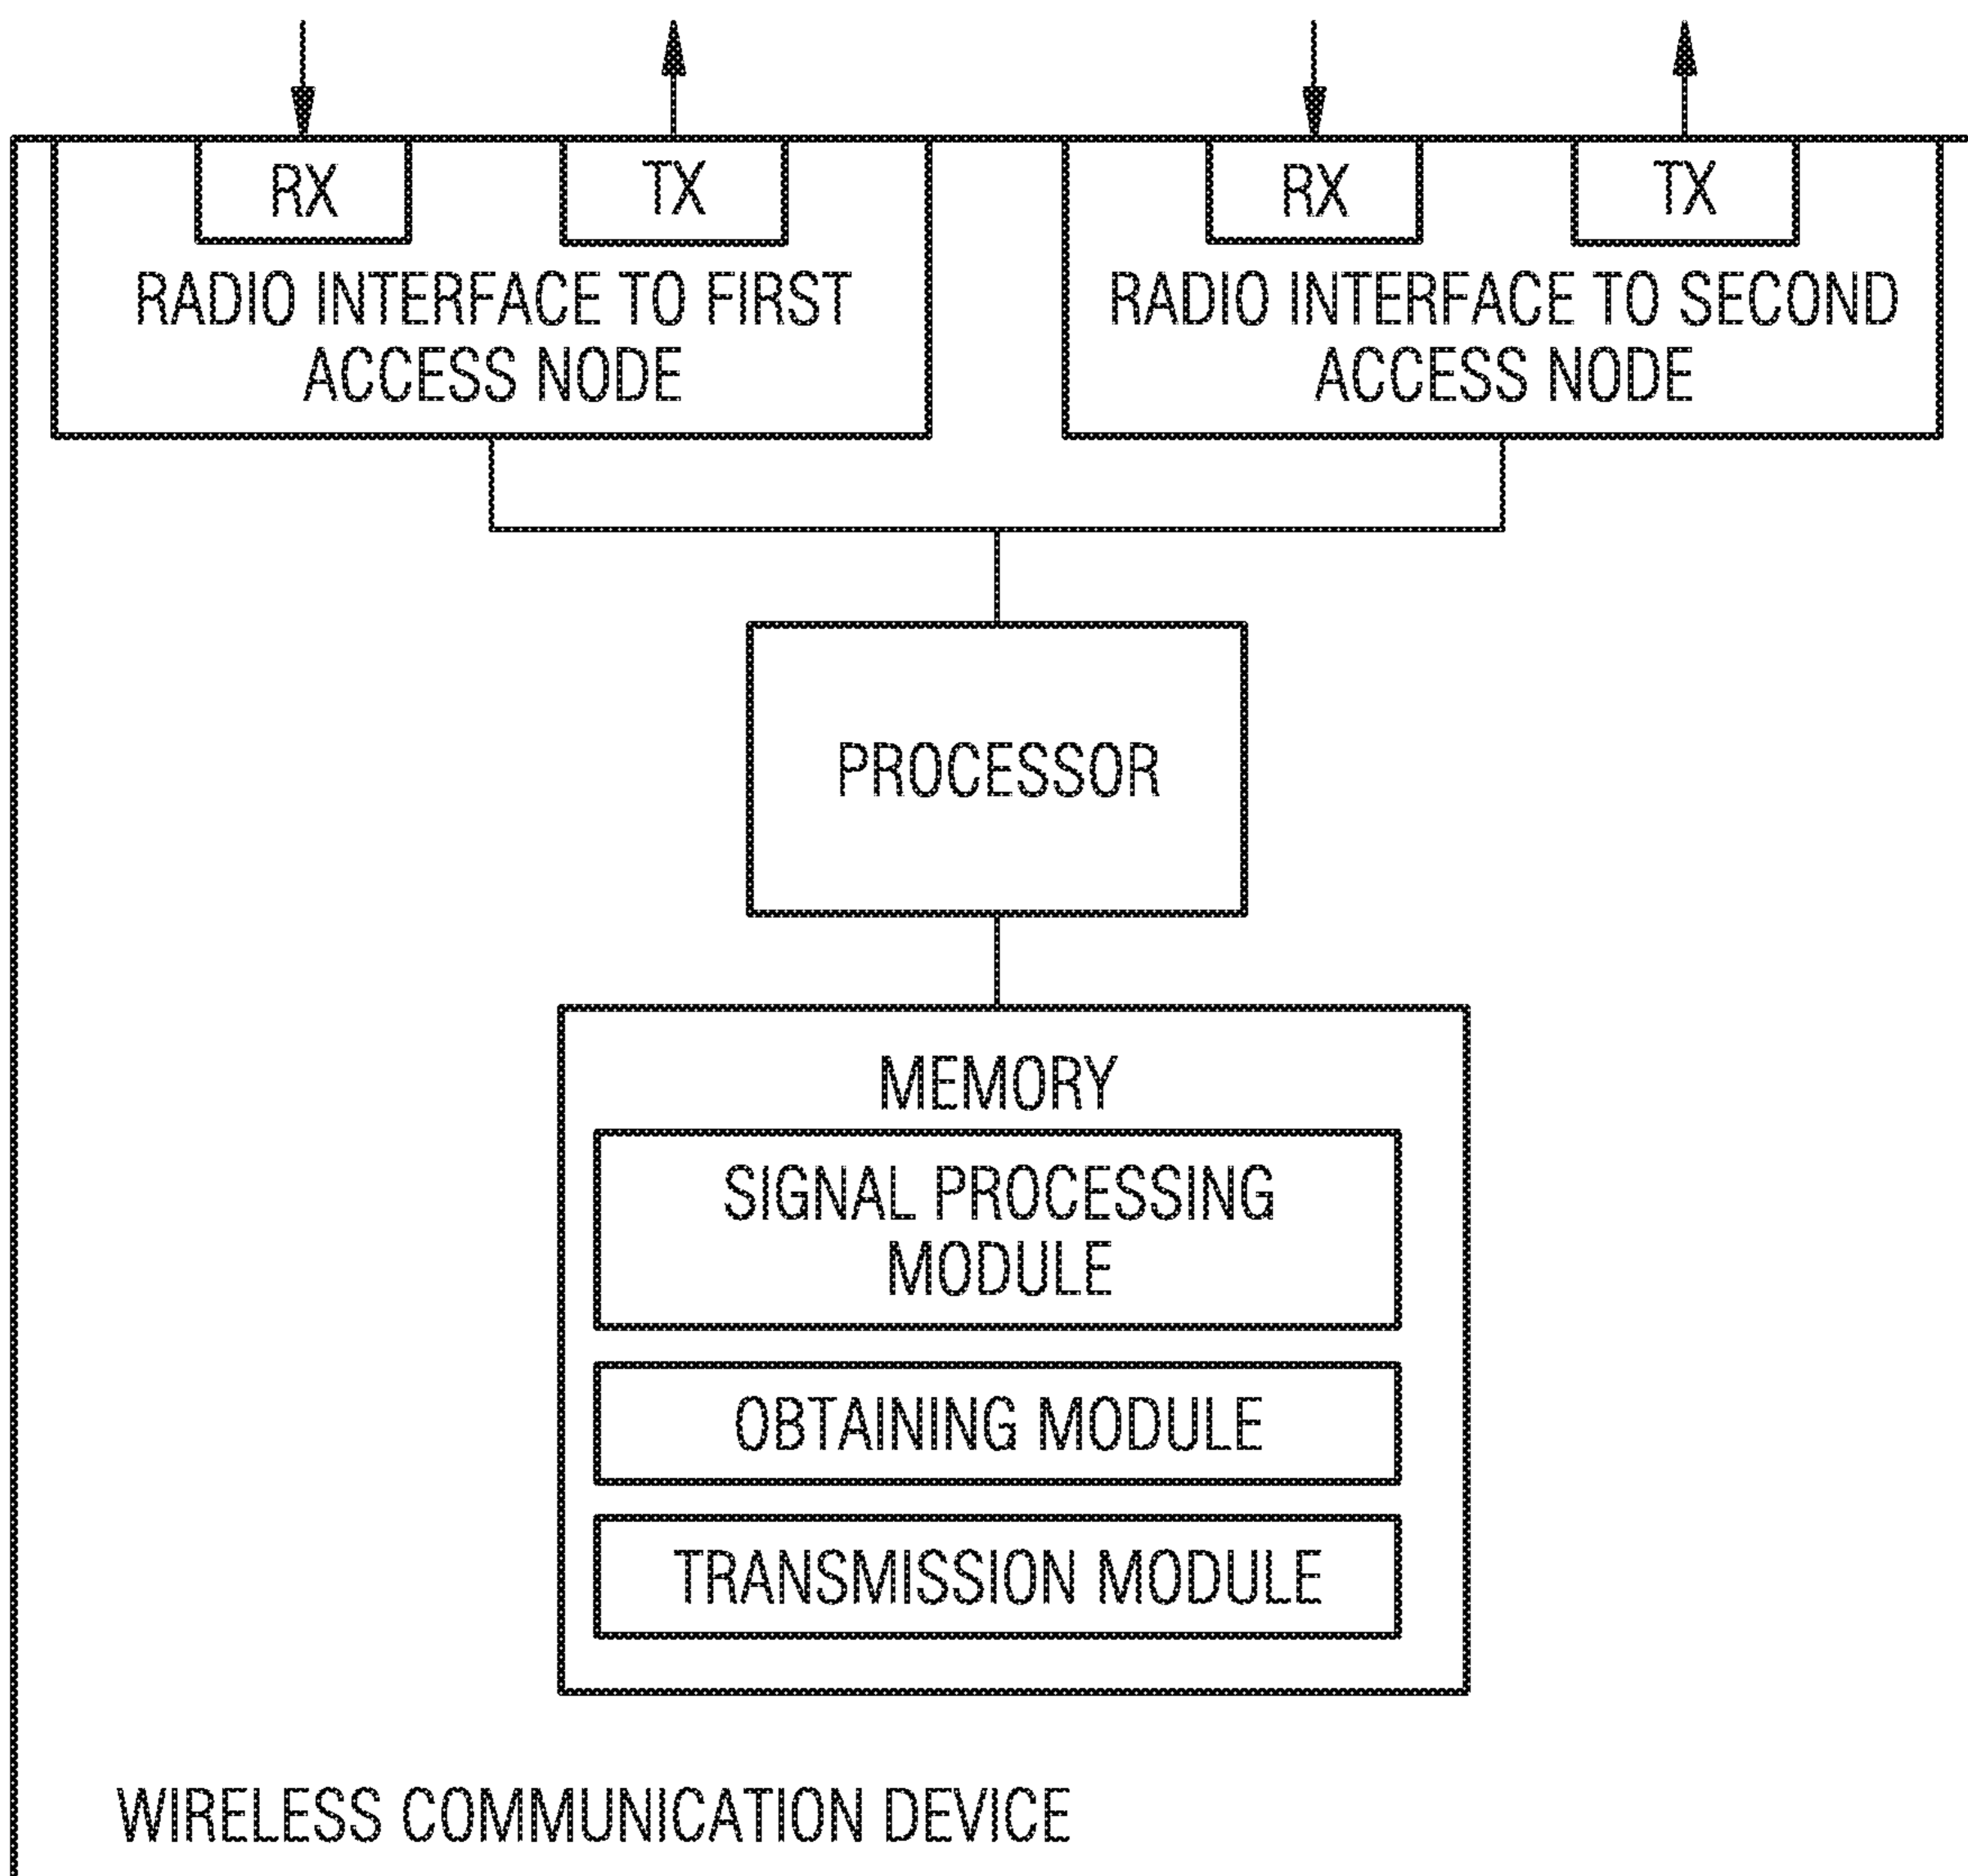 RX TX RX TX
RADIO INTERFACE TO FIRST
ACCESS NODE
RADIO INTERFACE TO SECOND
ACCESS NODE
PROCESSOR
MEMORY
SIGNAL PROCESSING
MODULE
OBTAINING MODULE
TRANSMISSION MODULE
WIRELESS COMMUNICATION DEVICE